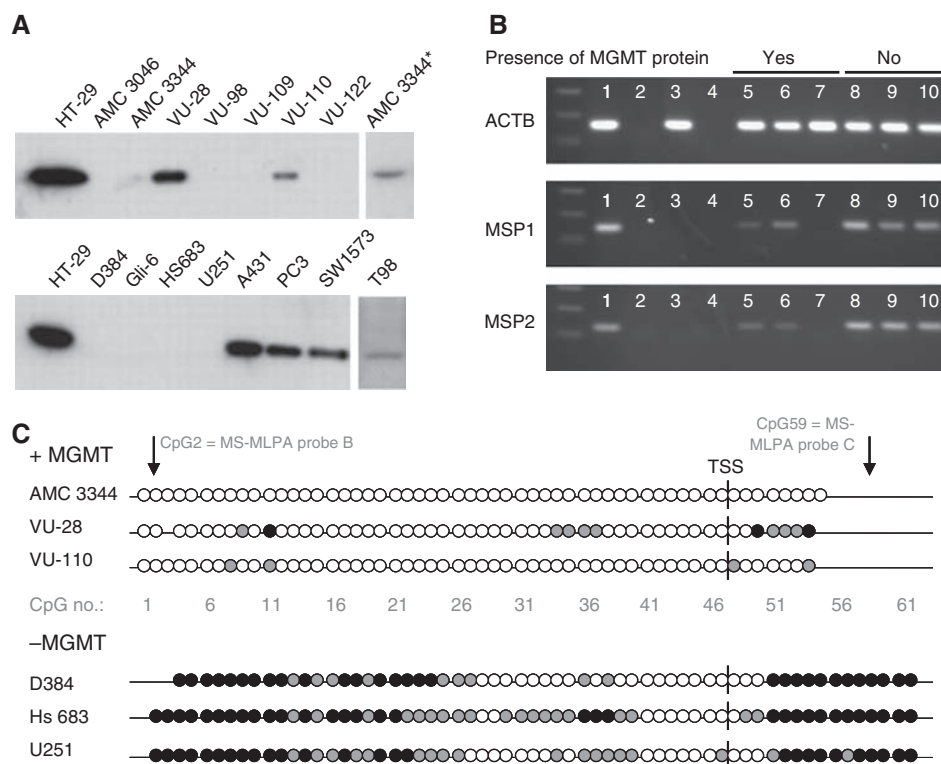 A
HT-29 AMC 3046 AMC 3344 VU-28 VU-98 VU-109 VU-110 VU-122 AMC 3344*
HT-29 D384 Gli-6 HS683 U251 A431 PC3 SW1573 T98
B
Presence of MGMT protein Yes No
ACTB 1 2 3 4 5 6 7 8 9 10
MSP1 1 2 3 4 5 6 7 8 9 10
MSP2 1 2 3 4 5 6 7 8 9 10
C
CpG2 = MS-MLPA probe B
CpG59 = MS-
MLPA probe C
+ MGMT
TSS
AMC 3344
VU-28
VU-110
CpG no.: 1 6 11 16 21 26 31 36 41 46 51 56 61
–MGMT
D384
Hs 683
U251